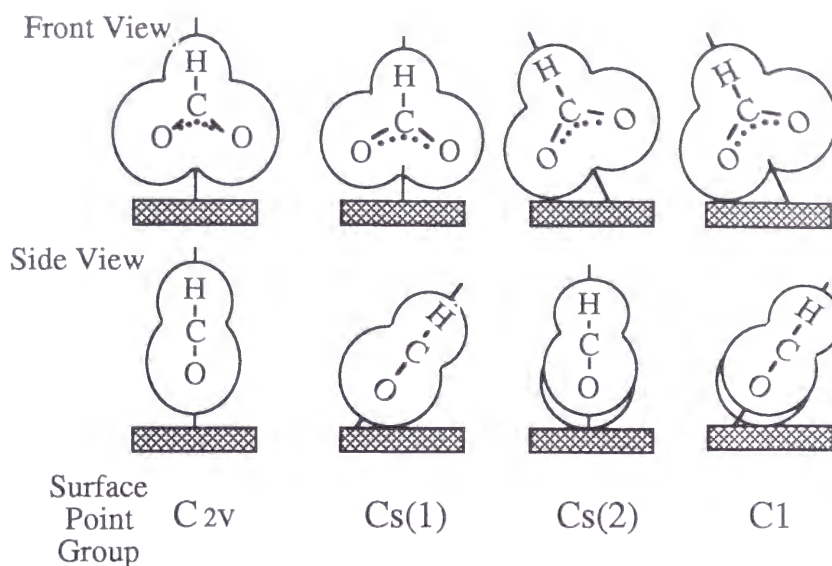 Front View
H
C
O O
H
C
O O
H
C O
O
H
C O
O
Side View
H
C
O
H
C
O
H
C
O
H
C
O
Surface
Point
Group
C2v Cs(1) Cs(2) C1